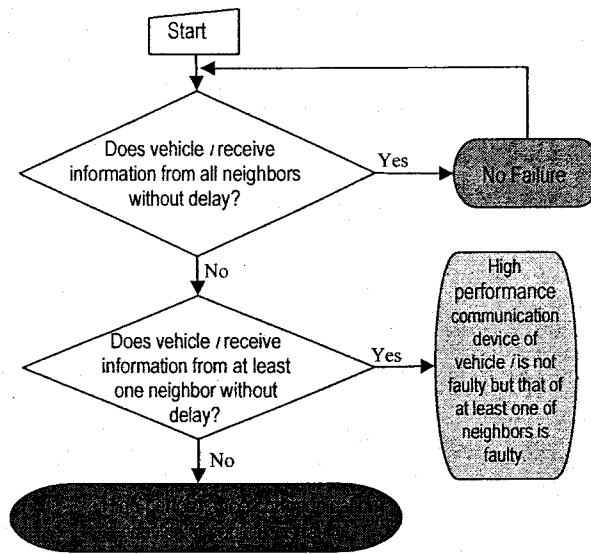 Start
Does vehicle i receive
information from all neighbors
without delay?
Yes
No Failure
No
Does vehicle i receive
information from at least
one neighbor without
delay?
Yes
High
performance
communication
device of
vehicle i is not
faulty but that of
at least one of
neighbors is
faulty.
No